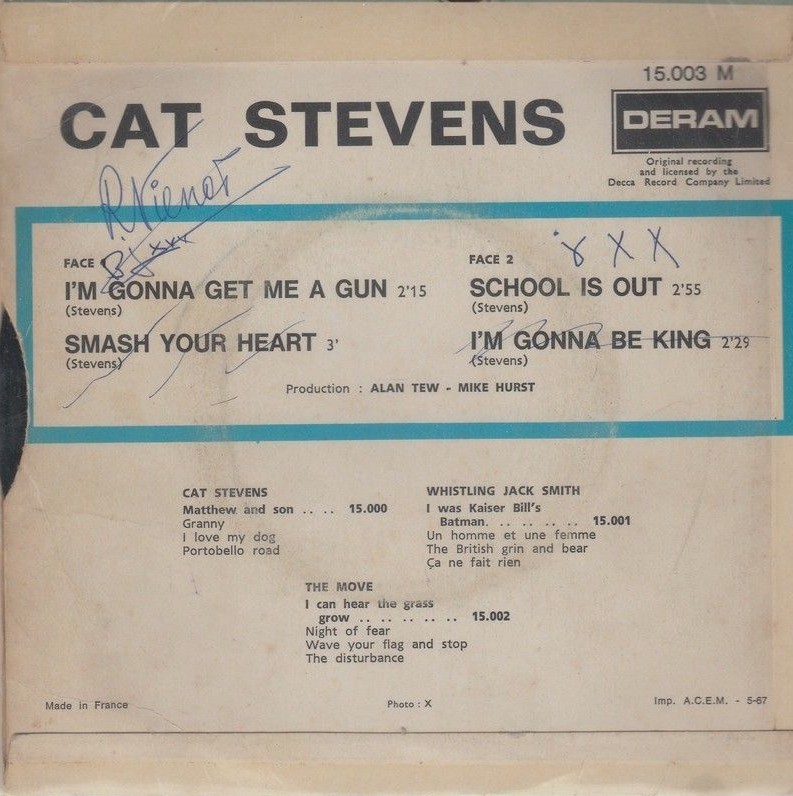 15.003 M
CAT STEVENS
DERAM
Original recording
and licensed by the
Decca Record Company Limited
FACE 1
I'M GONNA GET ME A GUN 2'15
(Stevens)
SMASH YOUR HEART 3'
(Stevens)
FACE 2
X X X
SCHOOL IS OUT 2'55
(Stevens)
I'M GONNA BE KING 2'29
(Stevens)
Production : ALAN TEW - MIKE HURST
CAT STEVENS
Matthew and son .. .. 15.000
Granny
I love my dog
Portobello road
WHISTLING JACK SMITH
I was Kaiser Bill's
Batman. .. .. .. .. 15.001
Un homme et une femme
The British grin and bear
Ça ne fait rien
THE MOVE
I can hear the grass
grow .. .. .. .. .. 15.002
Night of fear
Wave your flag and stop
The disturbance
Made in France
Photo : X
Imp. A.C.E.M. - 5-67